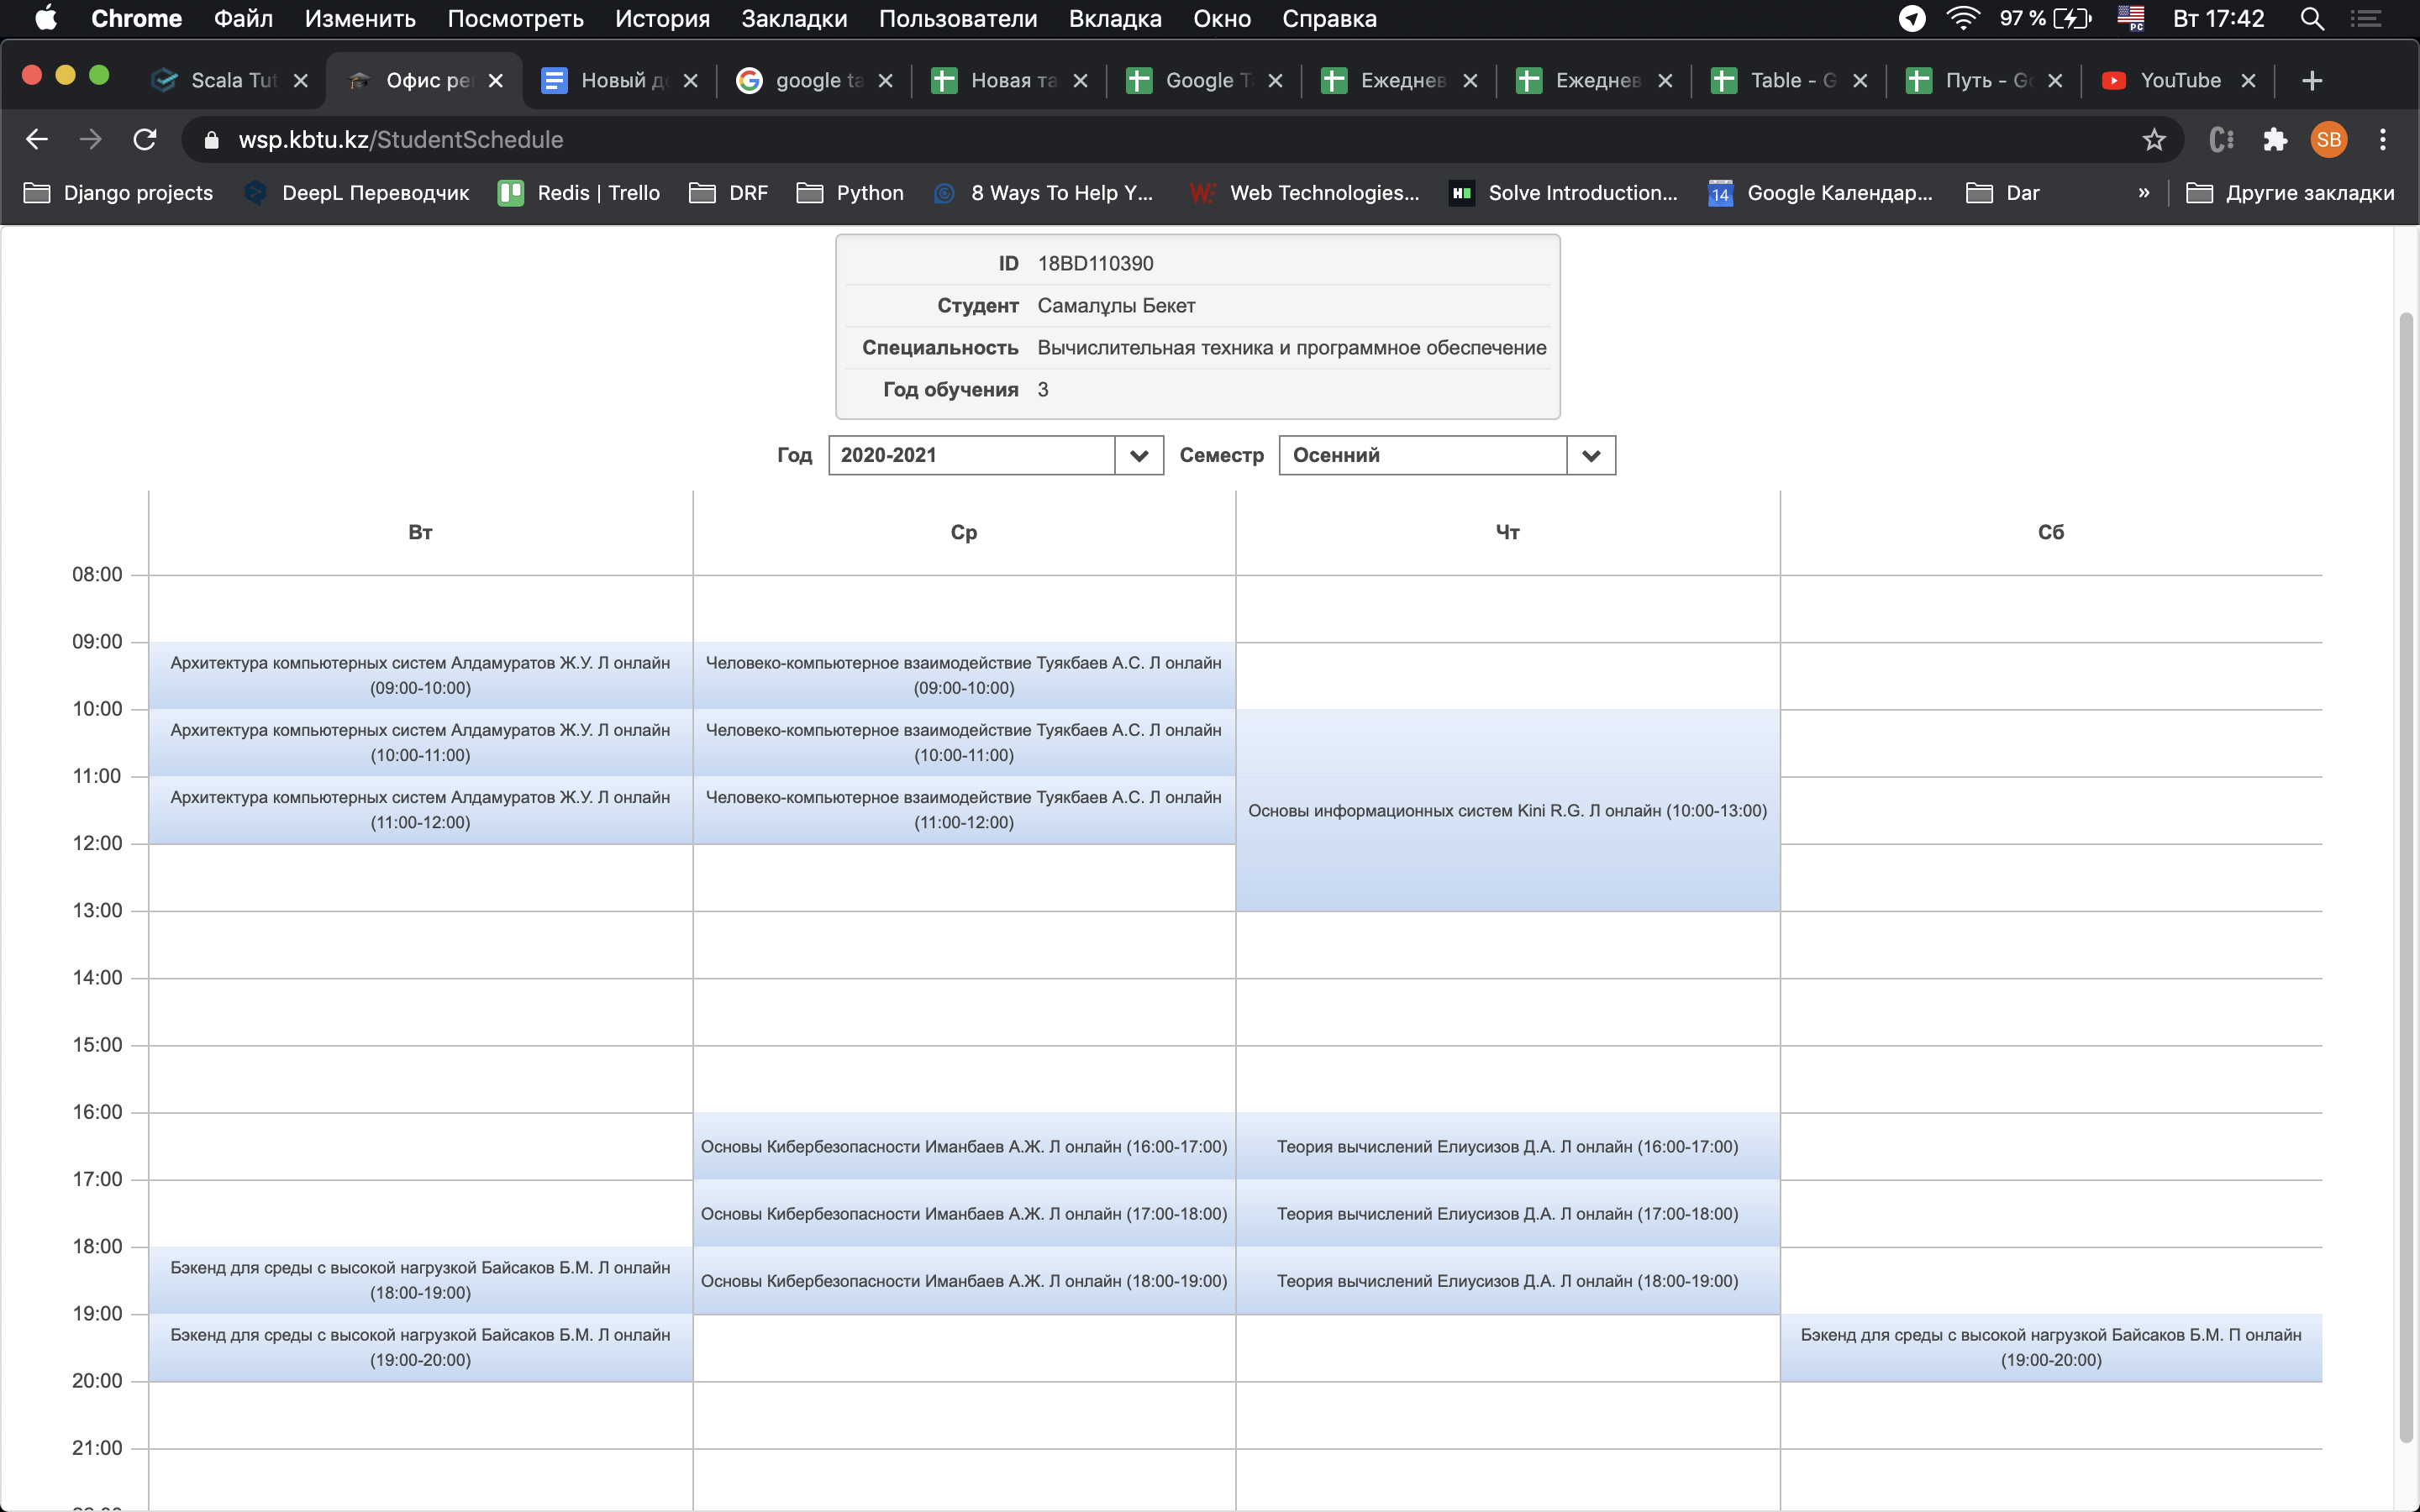 Chrome Файл Изменить Посмотреть История Закладки Пользователи Вкладка Окно Справка 97 % PC Вт 17:42
Scala Tut Офис ре Новый д google ta Новая та Google T Ежеднев Ежеднев Table - G Путь - Go YouTube
wsp.kbtu.kz/StudentSchedule SB
Django projects DeepL Переводчик Redis | Trello DRF Python 8 Ways To Help Y... Web Technologies... Solve Introduction... 14 Google Календар... Dar » Другие закладки
ID 18BD110390
Студент Самалұлы Бекет
Специальность Вычислительная техника и программное обеспечение
Год обучения 3
Год 2020-2021 Семестр Осенний
Вт Ср Чт Сб
08:00
09:00
Архитектура компьютерных систем Алдамуратов Ж.У. Л онлайн
(09:00-10:00)
Человеко-компьютерное взаимодействие Туякбаев А.С. Л онлайн
(09:00-10:00)
10:00
Архитектура компьютерных систем Алдамуратов Ж.У. Л онлайн
(10:00-11:00)
Человеко-компьютерное взаимодействие Туякбаев А.С. Л онлайн
(10:00-11:00)
11:00
Архитектура компьютерных систем Алдамуратов Ж.У. Л онлайн
(11:00-12:00)
Человеко-компьютерное взаимодействие Туякбаев А.С. Л онлайн
(11:00-12:00)
Основы информационных систем Kini R.G. Л онлайн (10:00-13:00)
12:00
13:00
14:00
15:00
16:00
Основы Кибербезопасности Иманбаев А.Ж. Л онлайн (16:00-17:00)
Теория вычислений Елиусизов Д.А. Л онлайн (16:00-17:00)
17:00
Основы Кибербезопасности Иманбаев А.Ж. Л онлайн (17:00-18:00)
Теория вычислений Елиусизов Д.А. Л онлайн (17:00-18:00)
18:00
Бэкенд для среды с высокой нагрузкой Байсаков Б.М. Л онлайн
(18:00-19:00)
Основы Кибербезопасности Иманбаев А.Ж. Л онлайн (18:00-19:00)
Теория вычислений Елиусизов Д.А. Л онлайн (18:00-19:00)
19:00
Бэкенд для среды с высокой нагрузкой Байсаков Б.М. Л онлайн
(19:00-20:00)
Бэкенд для среды с высокой нагрузкой Байсаков Б.М. П онлайн
(19:00-20:00)
20:00
21:00